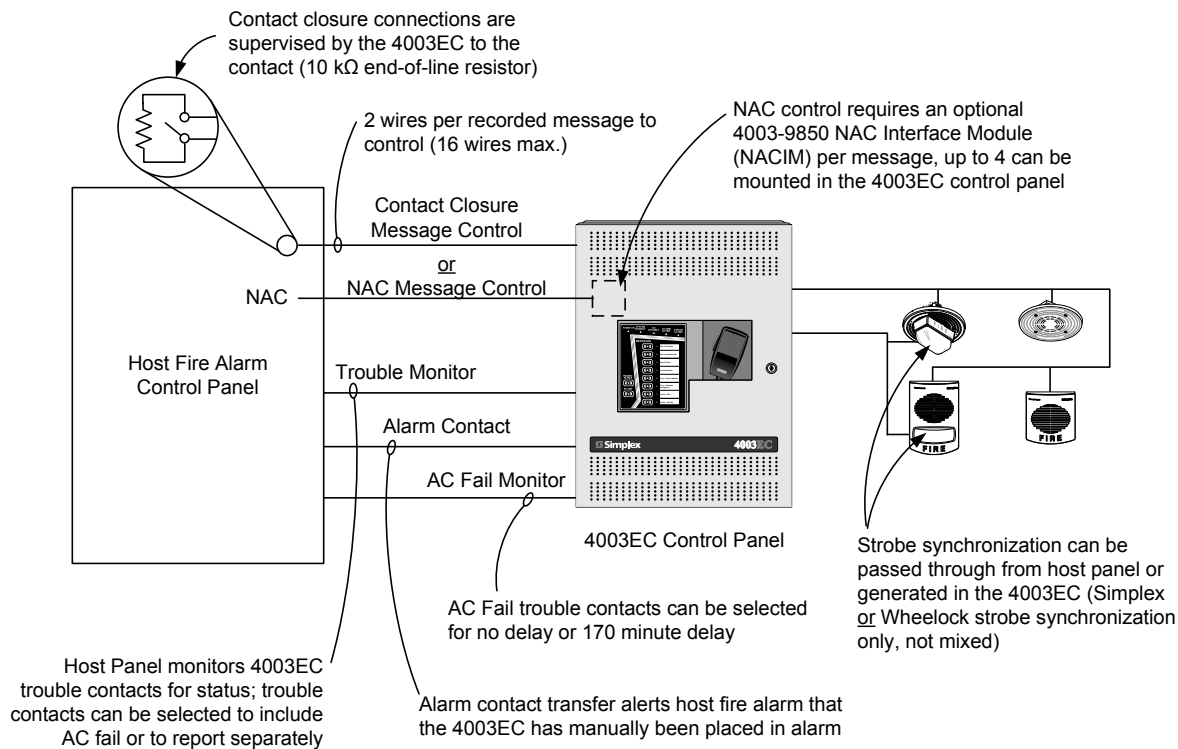 Contact closure connections are
supervised by the 4003EC to the
contact (10 kΩ end-of-line resistor)
2 wires per recorded message to
control (16 wires max.)
NAC control requires an optional
4003-9850 NAC Interface Module
(NACIM) per message, up to 4 can be
mounted in the 4003EC control panel
Contact Closure
Message Control
or
NAC
NAC Message Control
Host Fire Alarm
Control Panel
Trouble Monitor
Alarm Contact
AC Fail Monitor
Simplex
4003EC
FIRE
FIRE
4003EC Control Panel
Strobe synchronization can be
passed through from host panel or
generated in the 4003EC (Simplex
or Wheelock strobe synchronization
only, not mixed)
AC Fail trouble contacts can be selected
for no delay or 170 minute delay
Host Panel monitors 4003EC
trouble contacts for status; trouble
contacts can be selected to include
AC fail or to report separately
Alarm contact transfer alerts host fire alarm that
the 4003EC has manually been placed in alarm